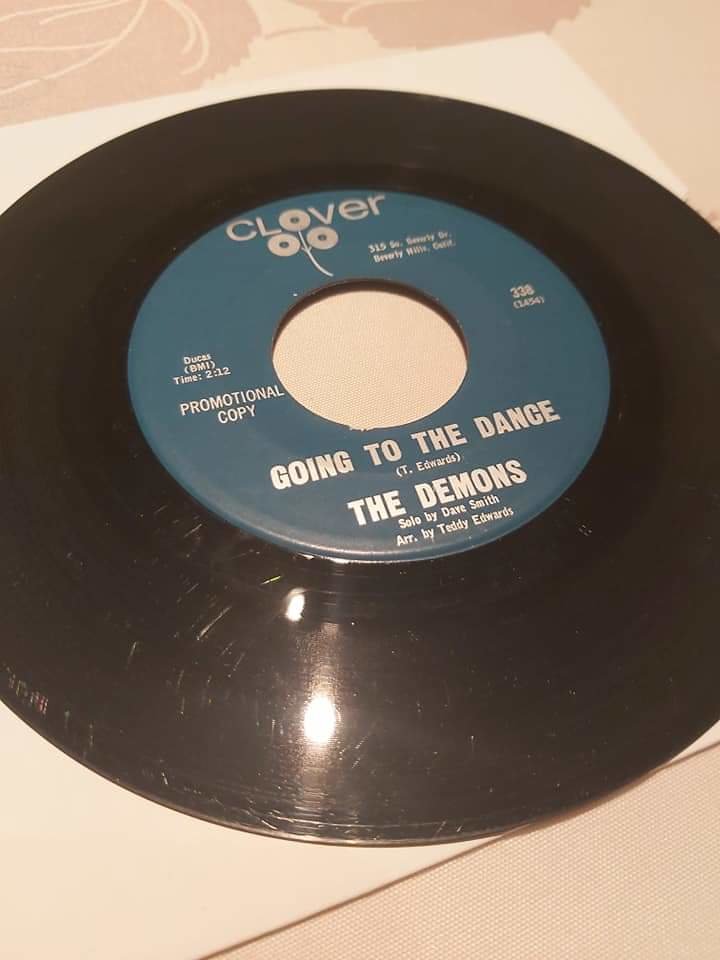 CLOVER
315 So. Beverly Dr.
Beverly Hills, Calif.
338
(1454)
Ducas
(BMI)
Time: 2:12
PROMOTIONAL
COPY
GOING TO THE DANCE
(T. Edwards)
THE DEMONS
Solo by Dave Smith
Arr. by Teddy Edwards